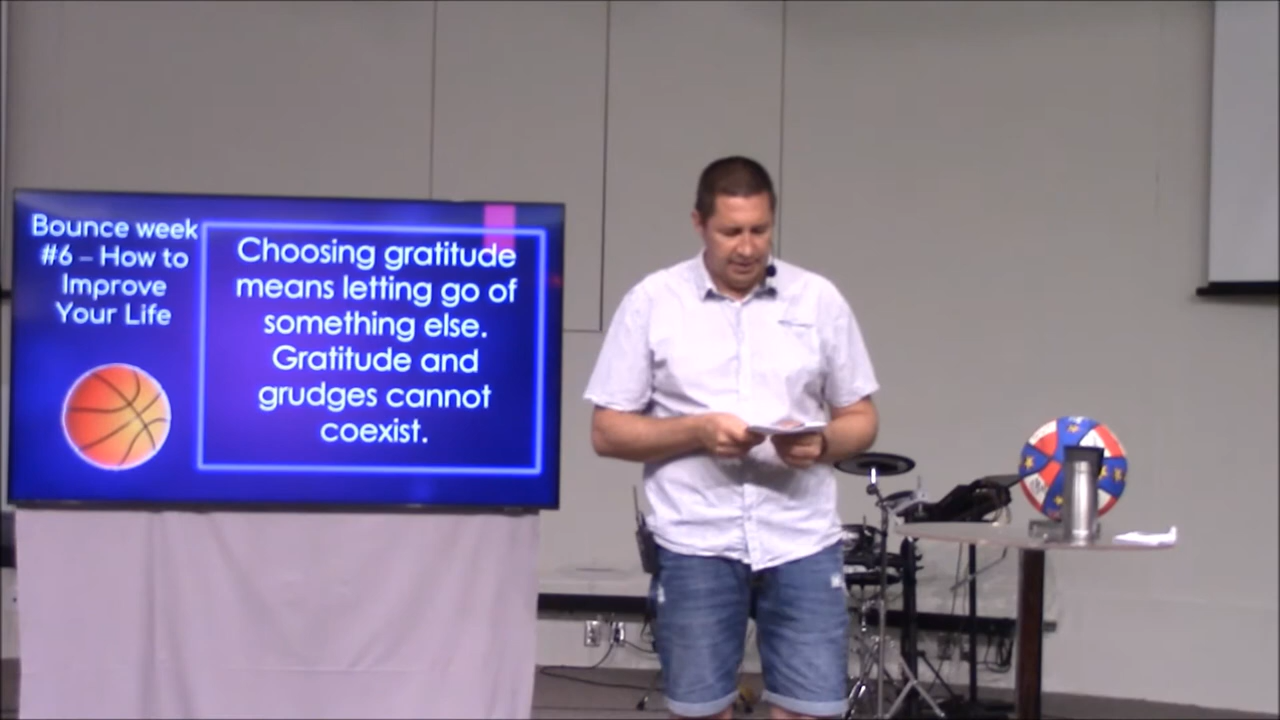 Bounce week
#6 – How to
Improve
Your Life
Choosing gratitude
means letting go of
something else.
Gratitude and
grudges cannot
coexist.